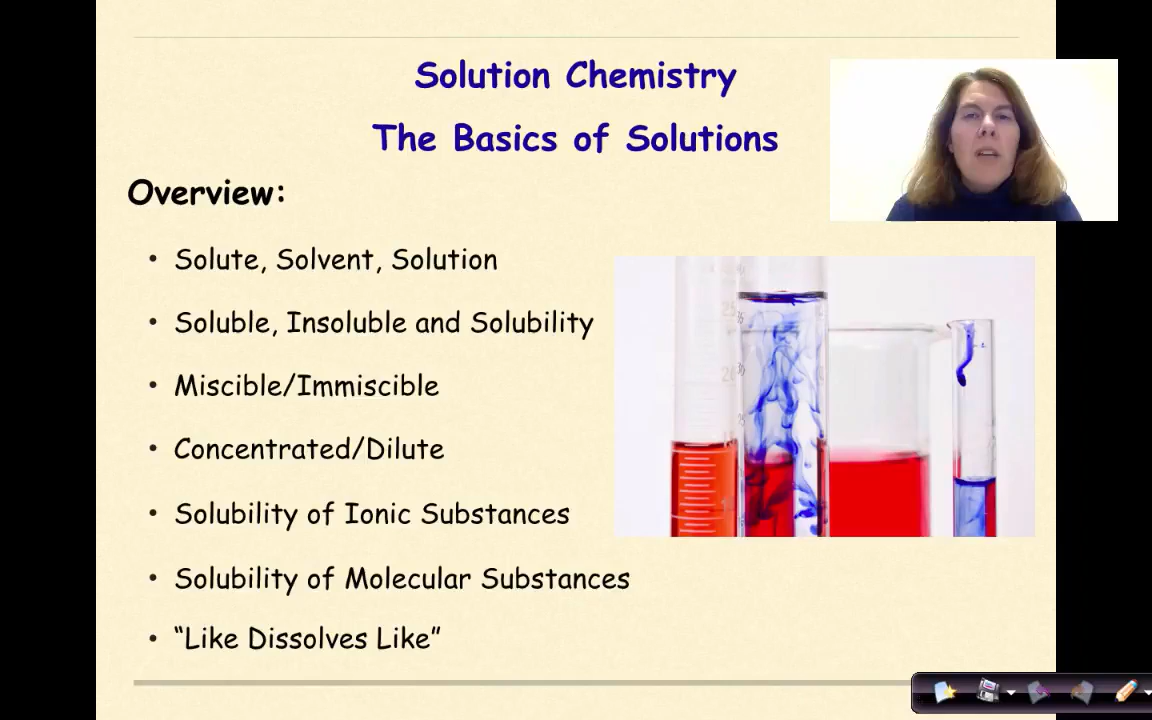 Solution Chemistry
The Basics of Solutions
Overview:
• Solute, Solvent, Solution
• Soluble, Insoluble and Solubility
• Miscible/Immiscible
• Concentrated/Dilute
• Solubility of Ionic Substances
• Solubility of Molecular Substances
• “Like Dissolves Like”